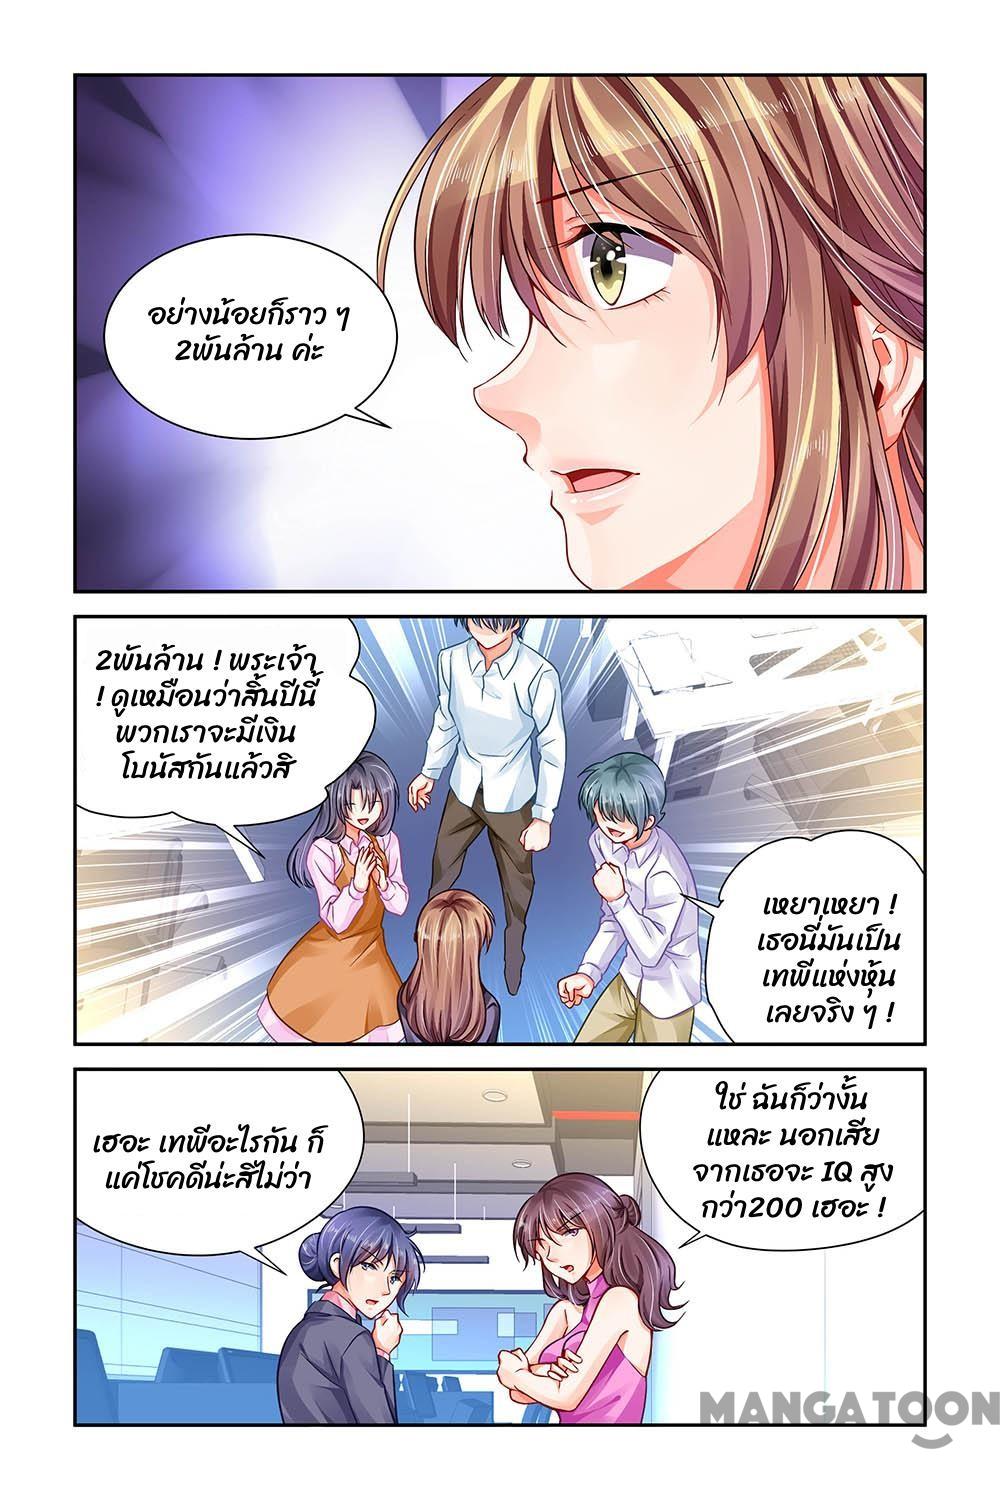 อย่างน้อยก็ราว ๆ
2พันล้าน ค่ะ
2พันล้าน ! พระเจ้า
! ดูเหมือนว่าสิ้นปีนี้
พวกเราจะมีเงิน
โบนัสกันแล้วสิ
เหยาเหยา !
เธอนี่มันเป็น
เทพีแห่งหุ้น
เลยจริง ๆ !
เฮอะ เทพีอะไรกัน ก็
แค่โชคดีน่ะสิไม่ว่า
ใช่ ฉันก็ว่างั้น
แหละ นอกเสีย
จากเธอจะ IQ สูง
กว่า200 เฮอะ !
MANGATOON